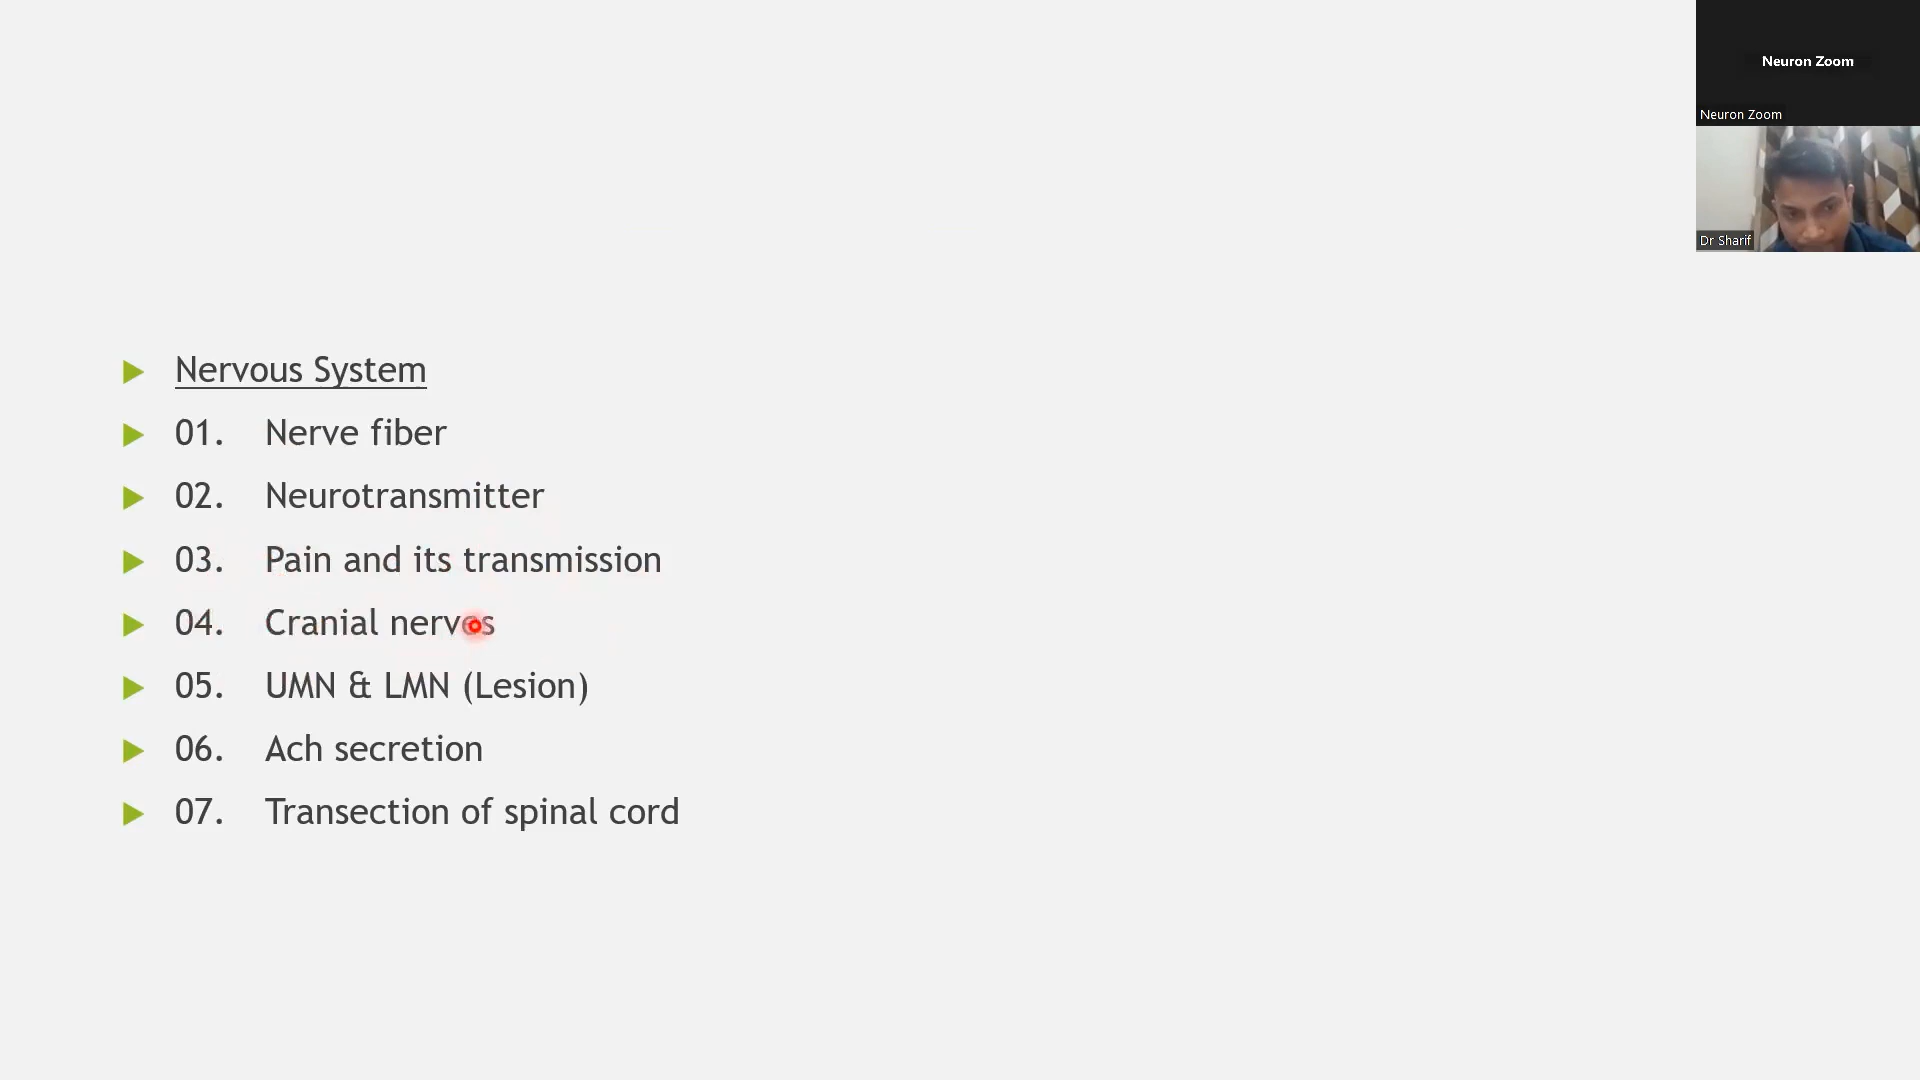 Neuron Zoom
Neuron Zoom
Dr Sharif
Nervous System
01. Nerve fiber
02. Neurotransmitter
03. Pain and its transmission
04. Cranial nerves
05. UMN & LMN (Lesion)
06. Ach secretion
07. Transection of spinal cord